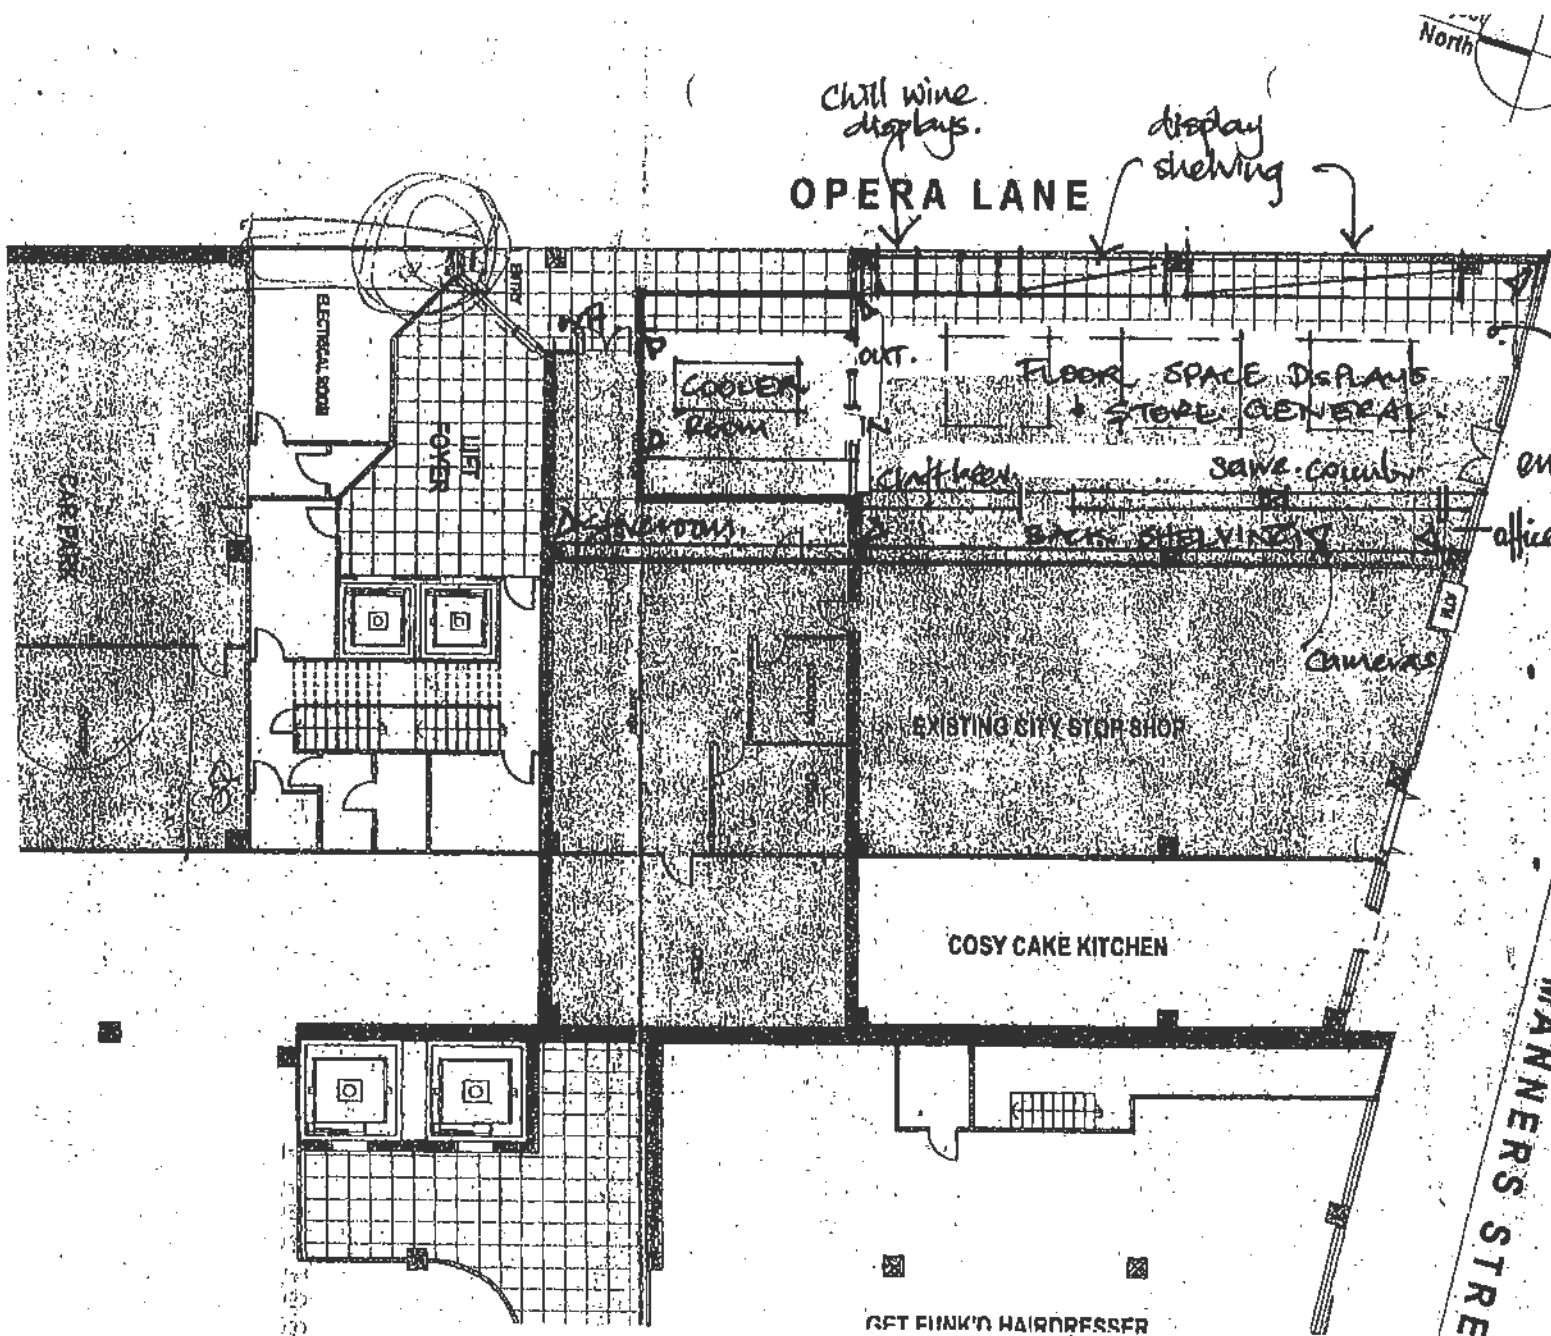 North
Chill wine
displays.
display
shelving
OPERA LANE
ENTRY
ELECTRICAL ROOM
LIFT
FOYER
CAR PARK
OUT.
IN
COOLER
ROOM
FLOOR SPACE DISPLAYS
+ STORE GENERAL.
BACK SHELVING
office
ATM
Cameras
EXISTING CITY STOP SHOP
COSY CAKE KITCHEN
MANNERS STRE
GET FUNK'D HAIRDRESSER